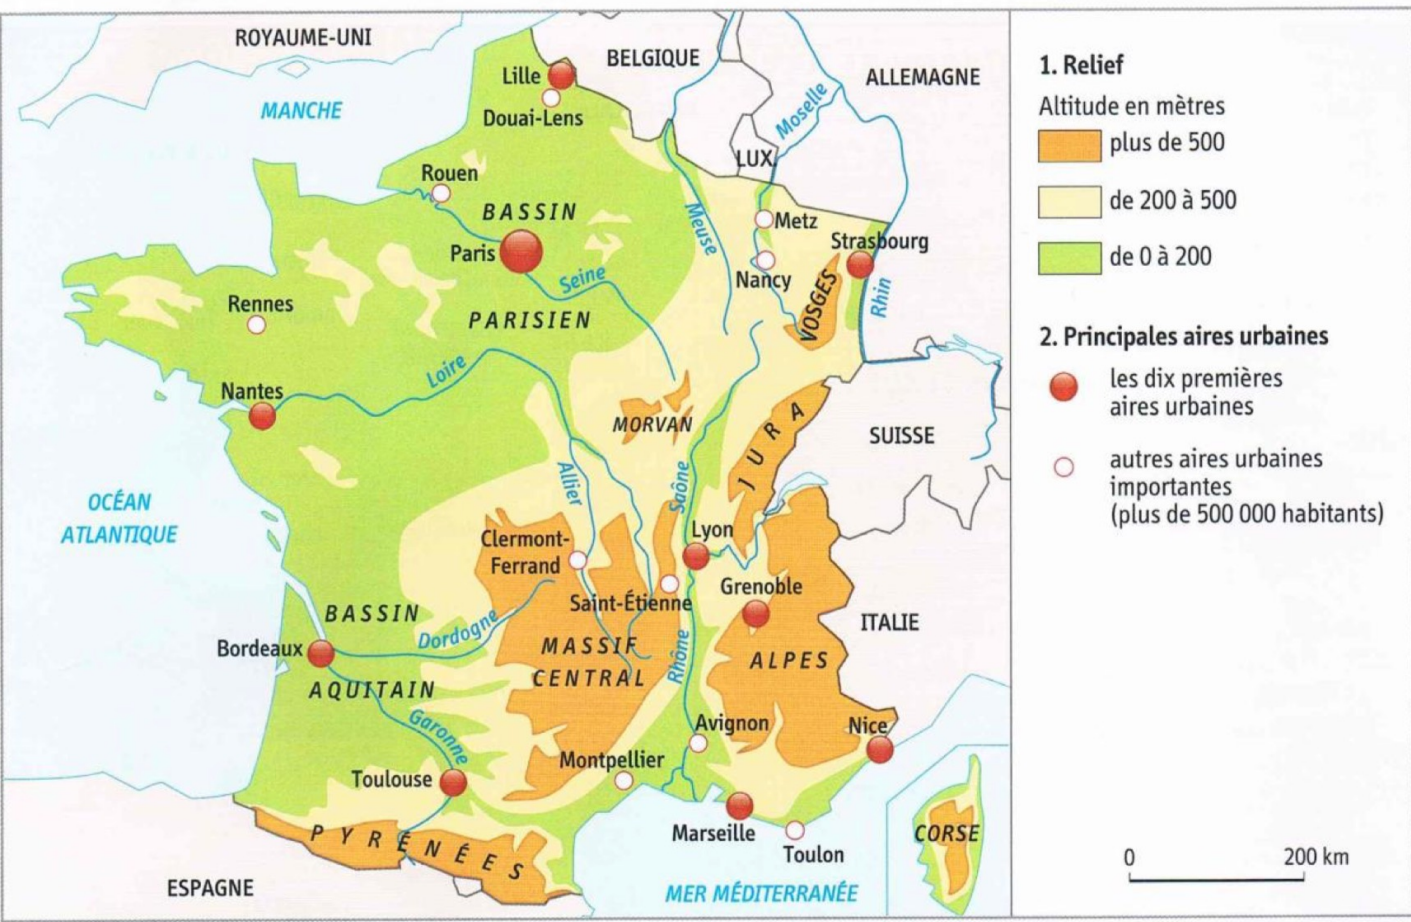 ROYAUME-UNI
BELGIQUE
ALLEMAGNE
Lille
MANCHE
Douai-Lens
Moselle
LUX.
Rouen
BASSIN
Meuse
Metz
Paris
Strasbourg
Seine
Nancy
VOSGES
Rhin
Rennes
PARISIEN
Loire
Nantes
MORVAN
JURA
SUISSE
OCÉAN
ATLANTIQUE
Allier
Saône
Lyon
Clermont-
Ferrand
Grenoble
Saint-Étienne
BASSIN
Dordogne
ITALIE
Bordeaux
MASSIF
CENTRAL
Rhône
ALPES
AQUITAIN
Garonne
Avignon
Nice
Montpellier
Toulouse
Marseille
Toulon
PYRÉNÉES
CORSE
ESPAGNE
MER MÉDITERRANÉE
1. Relief
Altitude en mètres
plus de 500
de 200 à 500
de 0 à 200
2. Principales aires urbaines
les dix premières
aires urbaines
autres aires urbaines
importantes
(plus de 500 000 habitants)
0 200 km